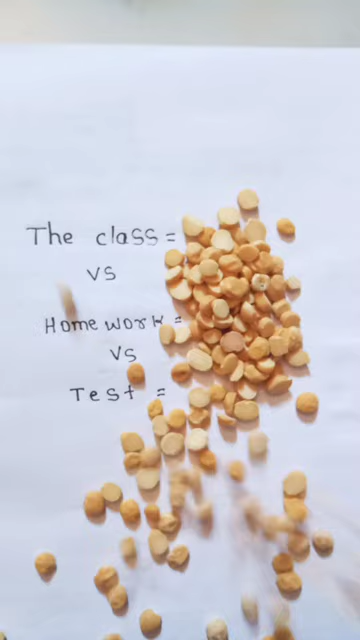 The class =
vs
Home work =
vs
Test =